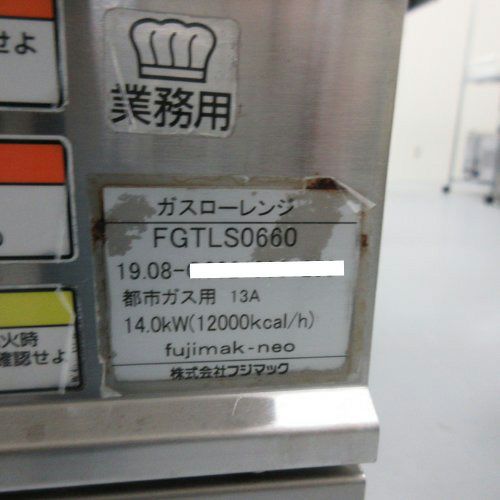 せよ
業務用
ガスローレンジ
FGTLS0660
19.08-
都市ガス用 13A
14.0kW(12000kcal/h)
fujimak-neo
株式会社フジマック
火時
確認せよ